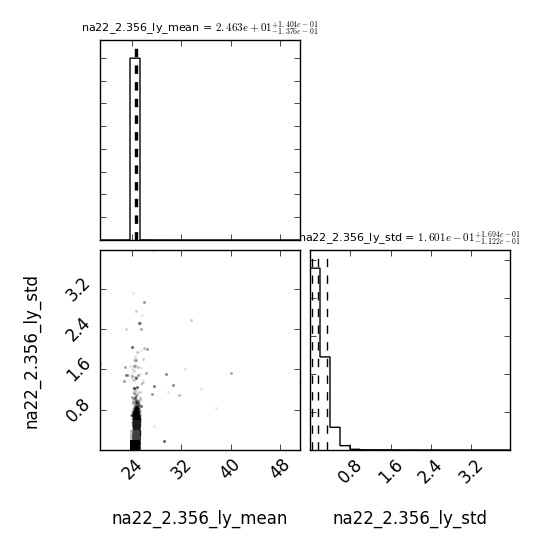 na22_2.356_ly_mean = 2.463e+01 +1.404e−01 −1.376e−01
na22_2.356_ly_std = 1.601e−01 +1.694e−01 −1.122e−01
na22_2.356_ly_std
3.2
2.4
1.6
0.8
24 32 40 48
0.8 1.6 2.4 3.2
na22_2.356_ly_mean
na22_2.356_ly_std